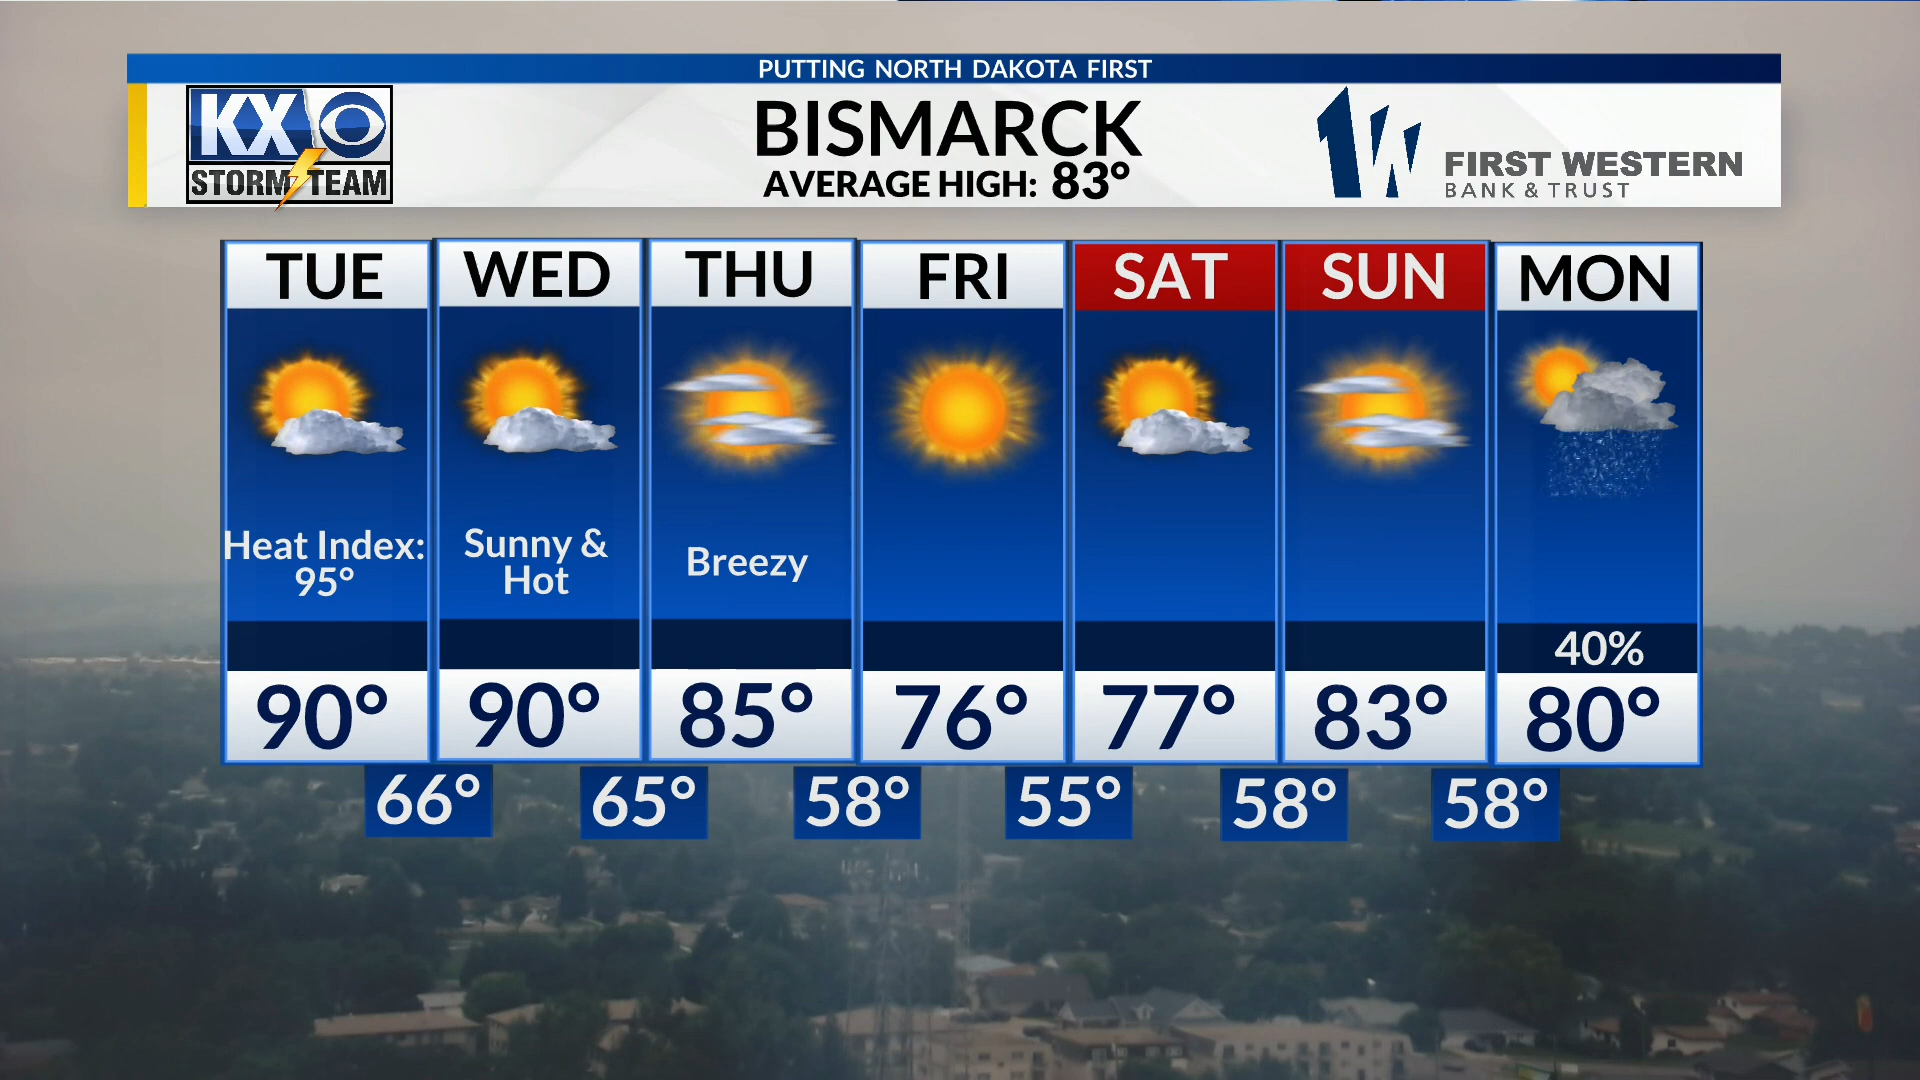 PUTTING NORTH DAKOTA FIRST
KX
STORM TEAM
BISMARCK
AVERAGE HIGH: 83°
1W
FIRST WESTERN
BANK & TRUST
TUE
WED
THU
FRI
SAT
SUN
MON
Heat Index:
95°
Sunny &
Hot
Breezy
40%
90°
90°
85°
76°
77°
83°
80°
66°
65°
58°
55°
58°
58°